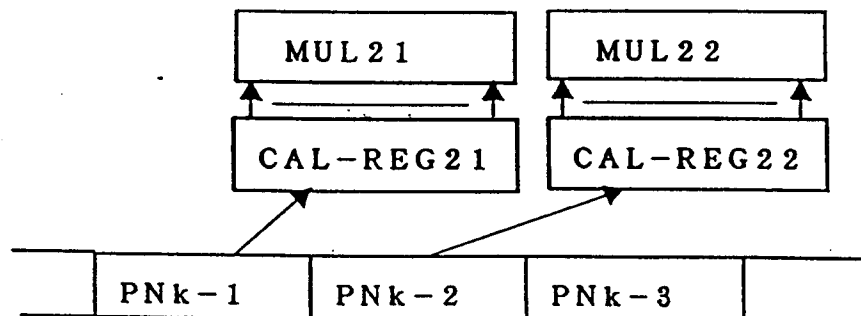 MUL21 MUL22
CAL-REG21 CAL-REG22
PNk-1 PNk-2 PNk-3